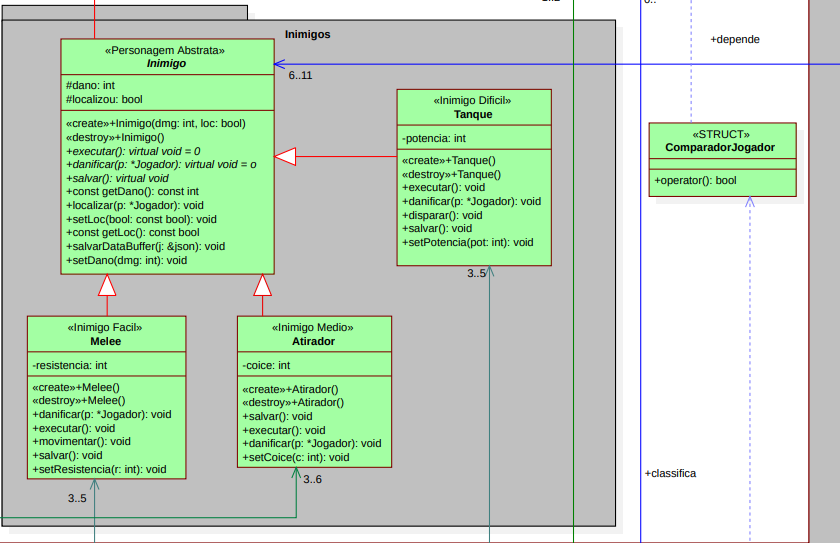 Inimigos
«Personagem Abstrata»
Inimigo
#dano: int
#localizou: bool
«create»+Inimigo(dmg: int, loc: bool)
«destroy»+Inimigo()
+executar(): virtual void = 0
+danificar(p: *Jogador): virtual void = o
+salvar(): virtual void
+const getDano(): const int
+localizar(p: *Jogador): void
+setLoc(bool: const bool): void
+const getLoc(): const bool
+salvarDataBuffer(j: &json): void
+setDano(dmg: int): void
6..11
«Inimigo Dificil»
Tanque
-potencia: int
«create»+Tanque()
«destroy»+Tanque()
+executar(): void
+danificar(p: *Jogador): void
+disparar(): void
+salvar(): void
+setPotencia(pot: int): void
3..5
+depende
«STRUCT»
ComparadorJogador
+operator(): bool
«Inimigo Facil»
Melee
-resistencia: int
«create»+Melee()
«destroy»+Melee()
+danificar(p: *Jogador): void
+executar(): void
+movimentar(): void
+salvar(): void
+setResistencia(r: int): void
3..5
«Inimigo Medio»
Atirador
-coice: int
«create»+Atirador()
«destroy»+Atirador()
+salvar(): void
+executar(): void
+danificar(p: *Jogador): void
+setCoice(c: int): void
3..6
+classifica